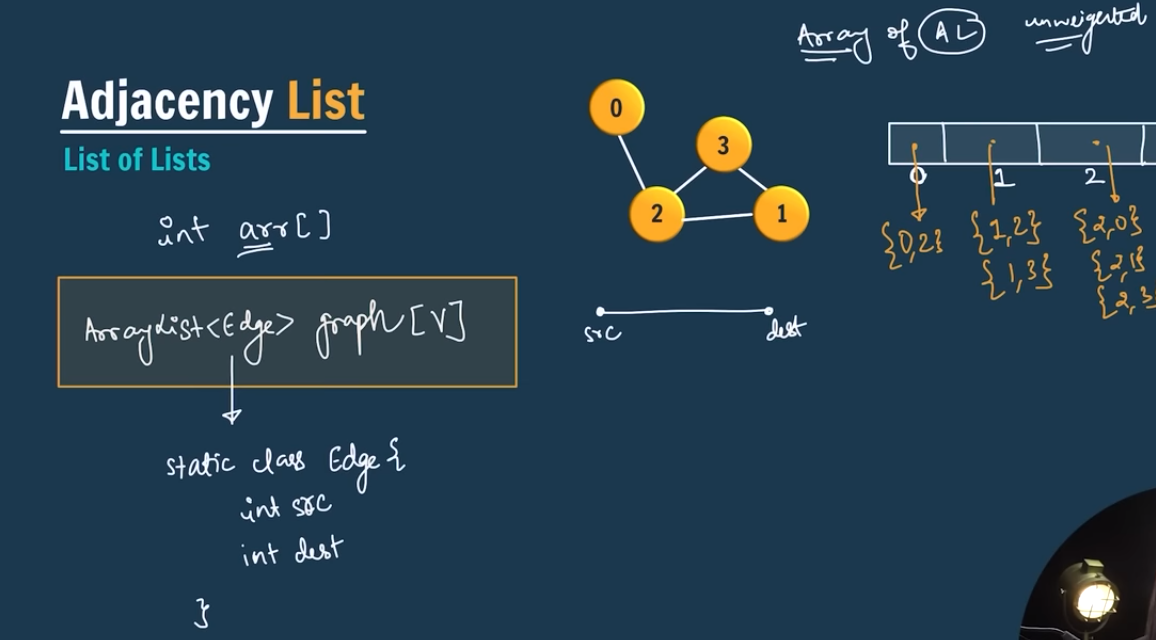 Array of AL unweigerted
Adjacency List
List of Lists
int arr[]
ArrayList<Edge> graph[V]
static class Edge {
int src
int dest
}
0
3
2
1
src
dest
0 1 2
{0,2} {1,2} {2,0}
{1,3} {2,1}
{2,3